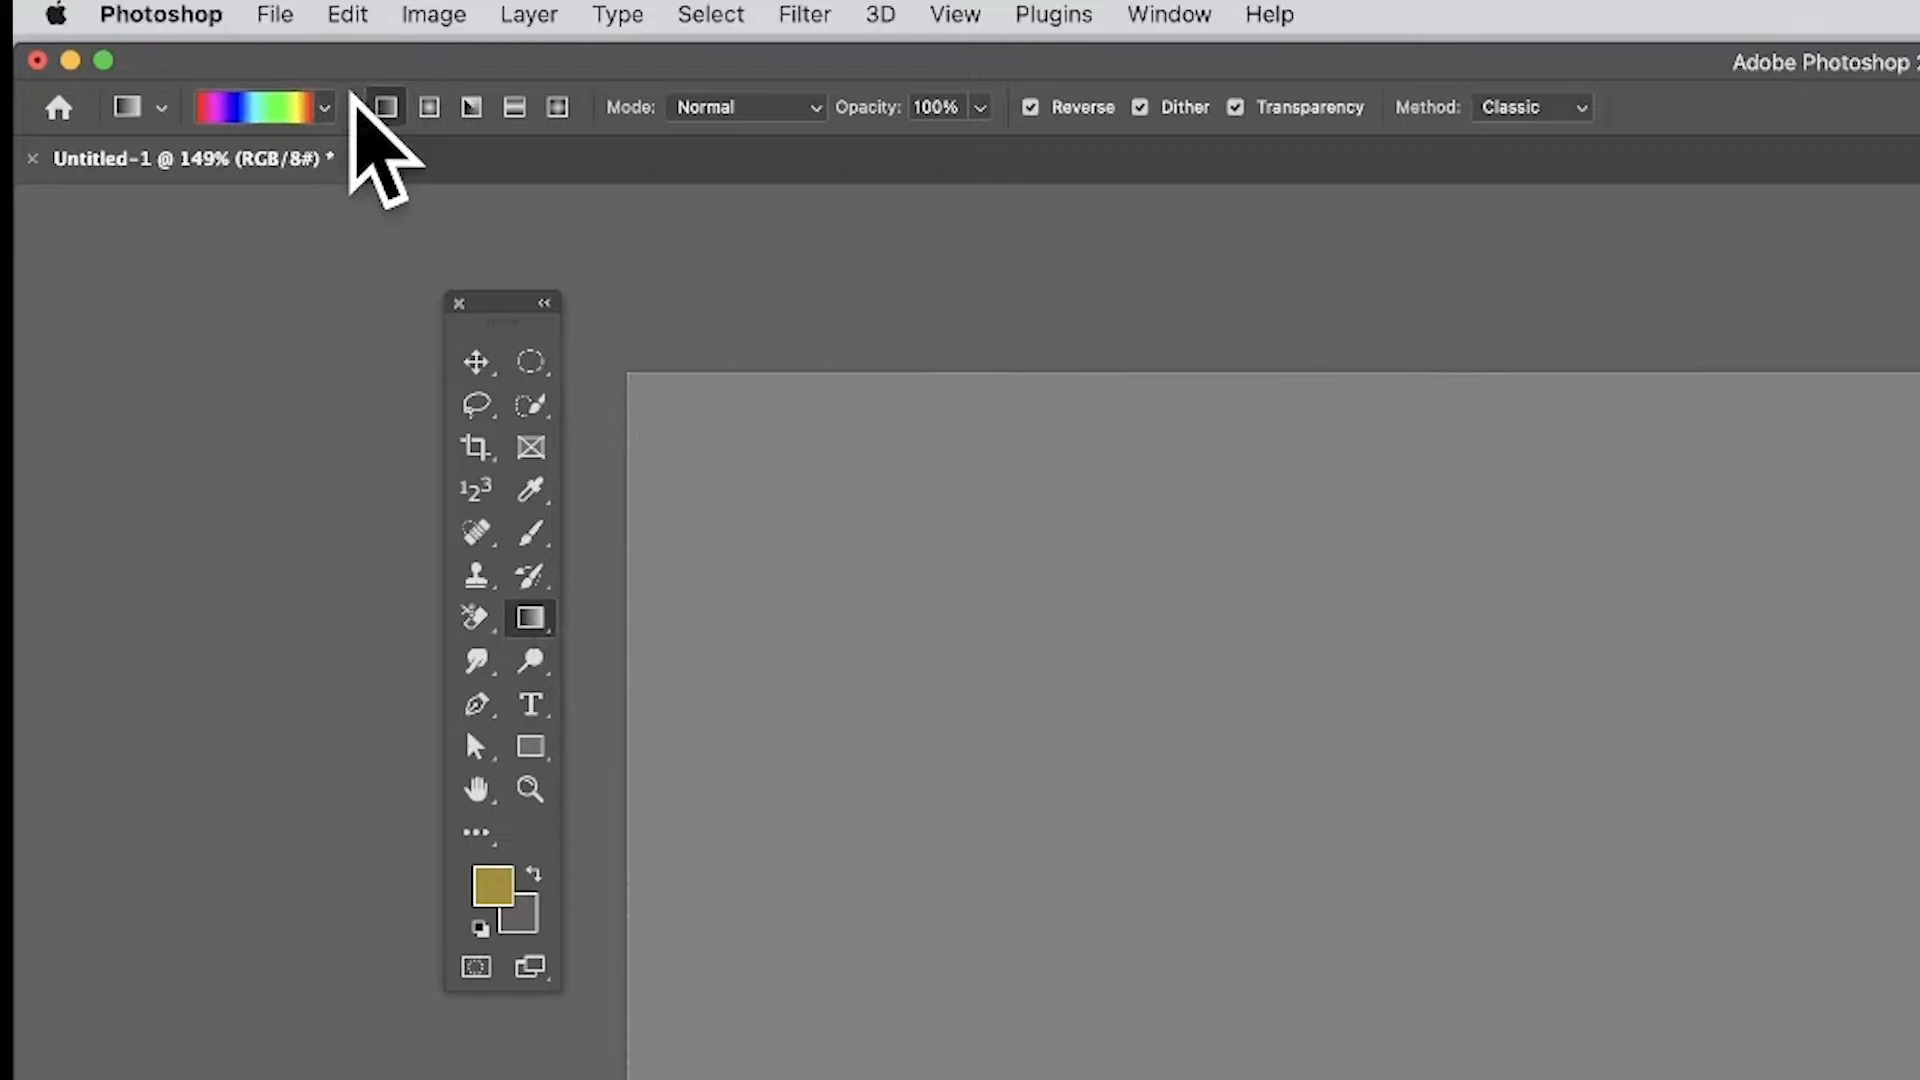 Photoshop File Edit Image Layer Type Select Filter 3D View Plugins Window Help
Adobe Photoshop
Mode: Normal Opacity: 100% Reverse Dither Transparency Method: Classic
Untitled-1 @ 149% (RGB/8#) *
123
T